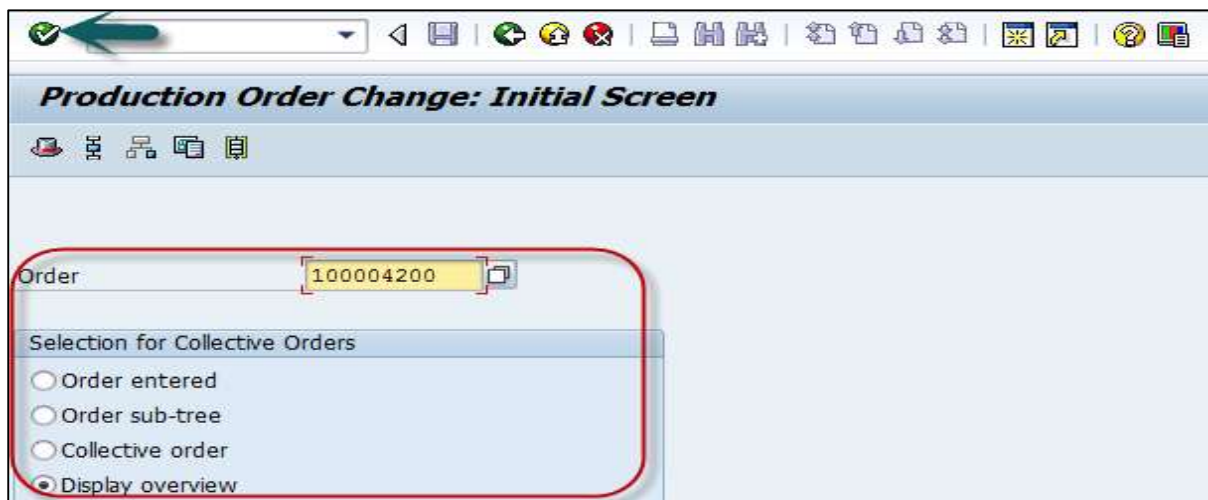 Production Order Change: Initial Screen
Order 100004200
Selection for Collective Orders
Order entered
Order sub-tree
Collective order
Display overview